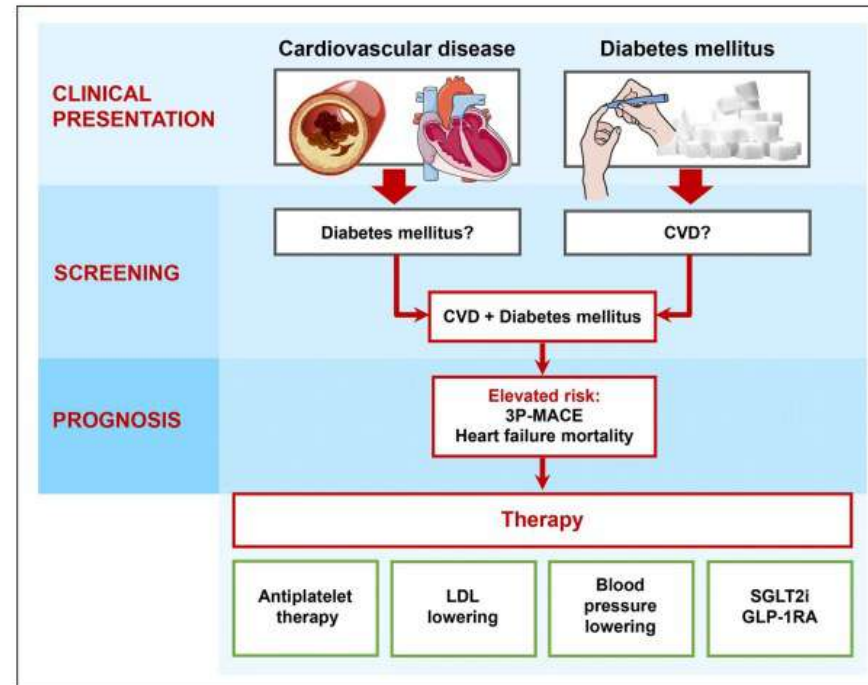 Cardiovascular disease
Diabetes mellitus
CLINICAL
PRESENTATION
SCREENING
Diabetes mellitus?
CVD?
CVD + Diabetes mellitus
PROGNOSIS
Elevated risk:
3P-MACE
Heart failure mortality
Therapy
Antiplatelet
therapy
LDL
lowering
Blood
pressure
lowering
SGLT2i
GLP-1RA